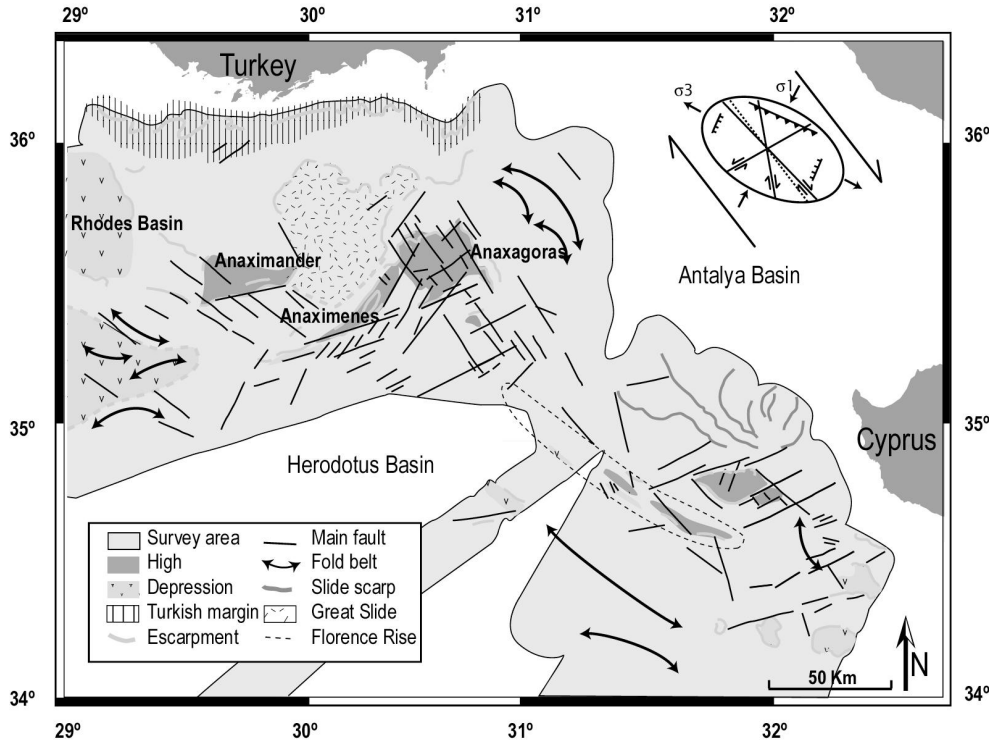 29º 30º 31º 32º
Turkey
σ3
σ1
36º
36º
Rhodes Basin
Anaximander
Anaxagoras
Antalya Basin
Anaximenes
35º
35º
Cyprus
Herodotus Basin
Survey area
Main fault
High
Fold belt
Depression
Slide scarp
Turkish margin
Great Slide
Escarpment
Florence Rise
N
50 Km
34º
34º
29º 30º 31º 32º